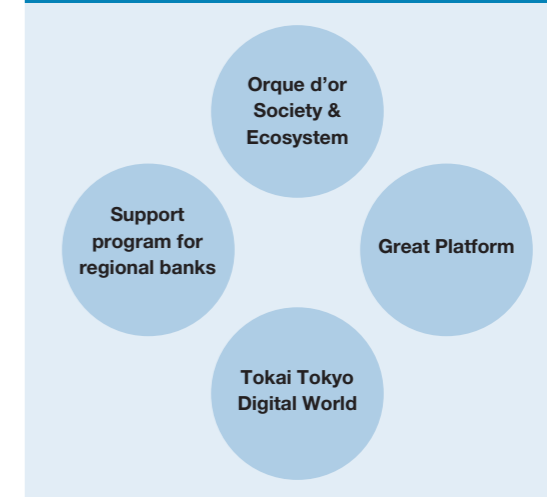 Orque d’or
Society &
Ecosystem
Support
program for
regional banks
Great Platform
Tokai Tokyo
Digital World